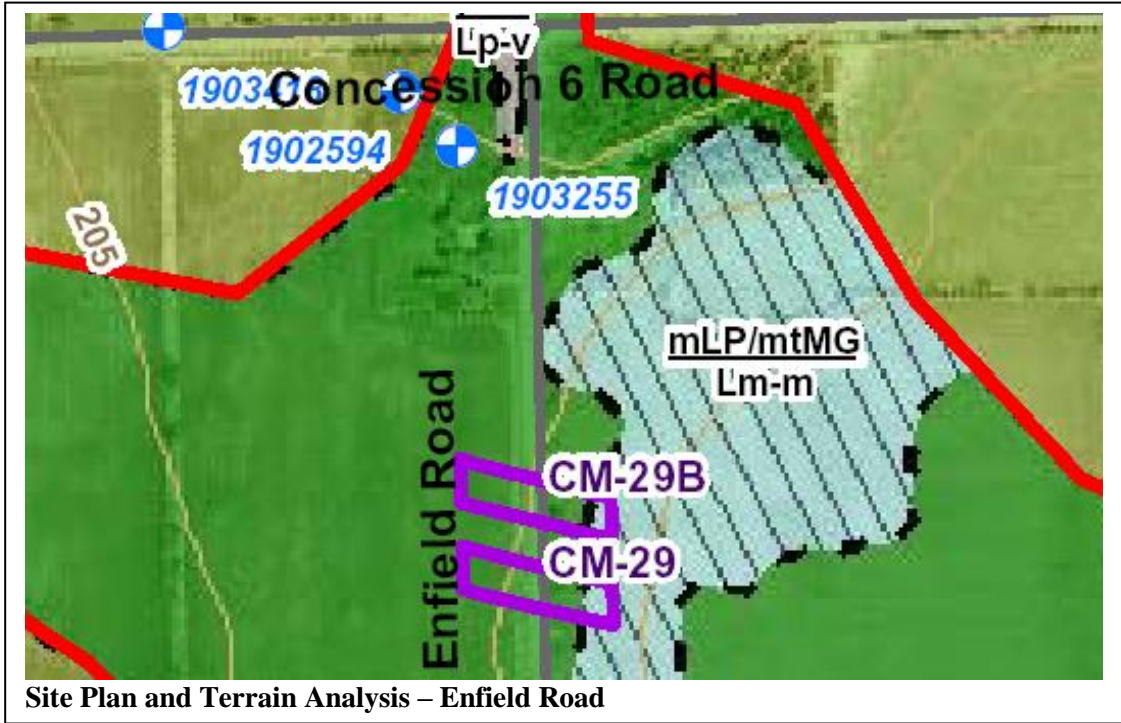 Lp-v
1903416
Concession 6 Road
1902594
1903255
205
mLP/mtMG
Lm-m
Enfield Road
CM-29B
CM-29
Site Plan and Terrain Analysis – Enfield Road